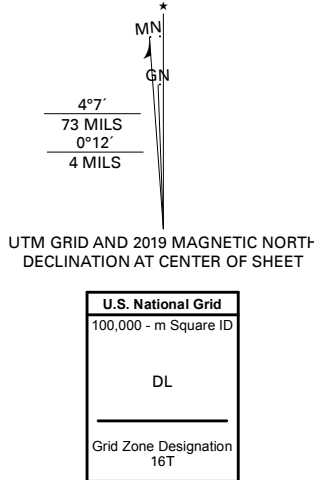 MN
GN
4°7´
73 MILS
0°12´
4 MILS
UTM GRID AND 2019 MAGNETIC NORTH
DECLINATION AT CENTER OF SHEET
U.S. National Grid
100,000 - m Square ID
DL
Grid Zone Designation
16T